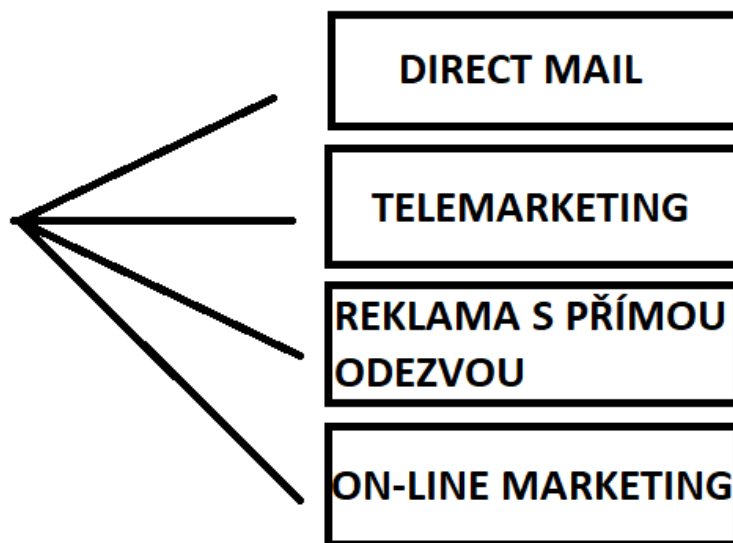 DIRECT MAIL
TELEMARKETING
REKLAMA S PŘÍMOU
ODEZVOU
ON-LINE MARKETING